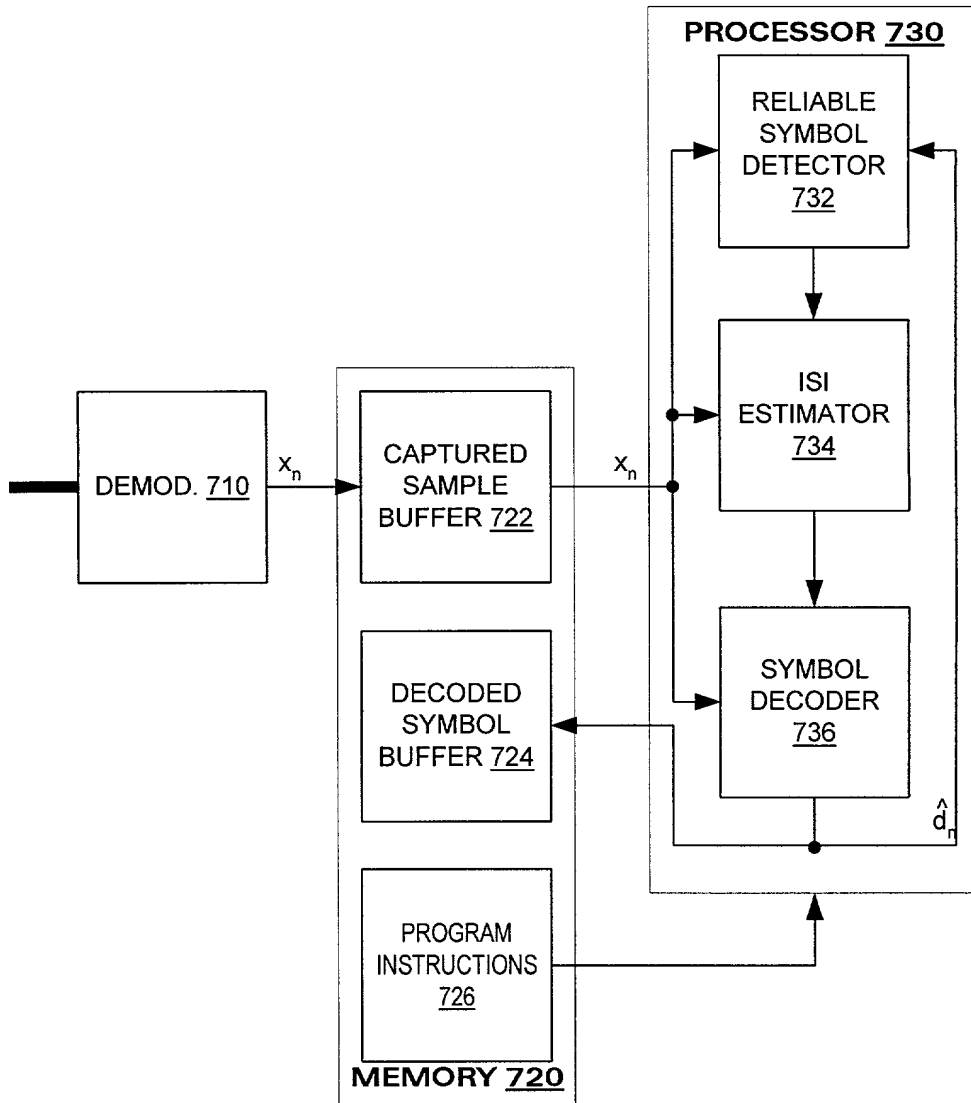 PROCESSOR 730
RELIABLE
SYMBOL
DETECTOR
732
ISI
ESTIMATOR
734
DEMOD. 710
xn
CAPTURED
SAMPLE
BUFFER 722
xn
SYMBOL
DECODER
736
DECODED
SYMBOL
BUFFER 724
d̂n
PROGRAM
INSTRUCTIONS
726
MEMORY 720